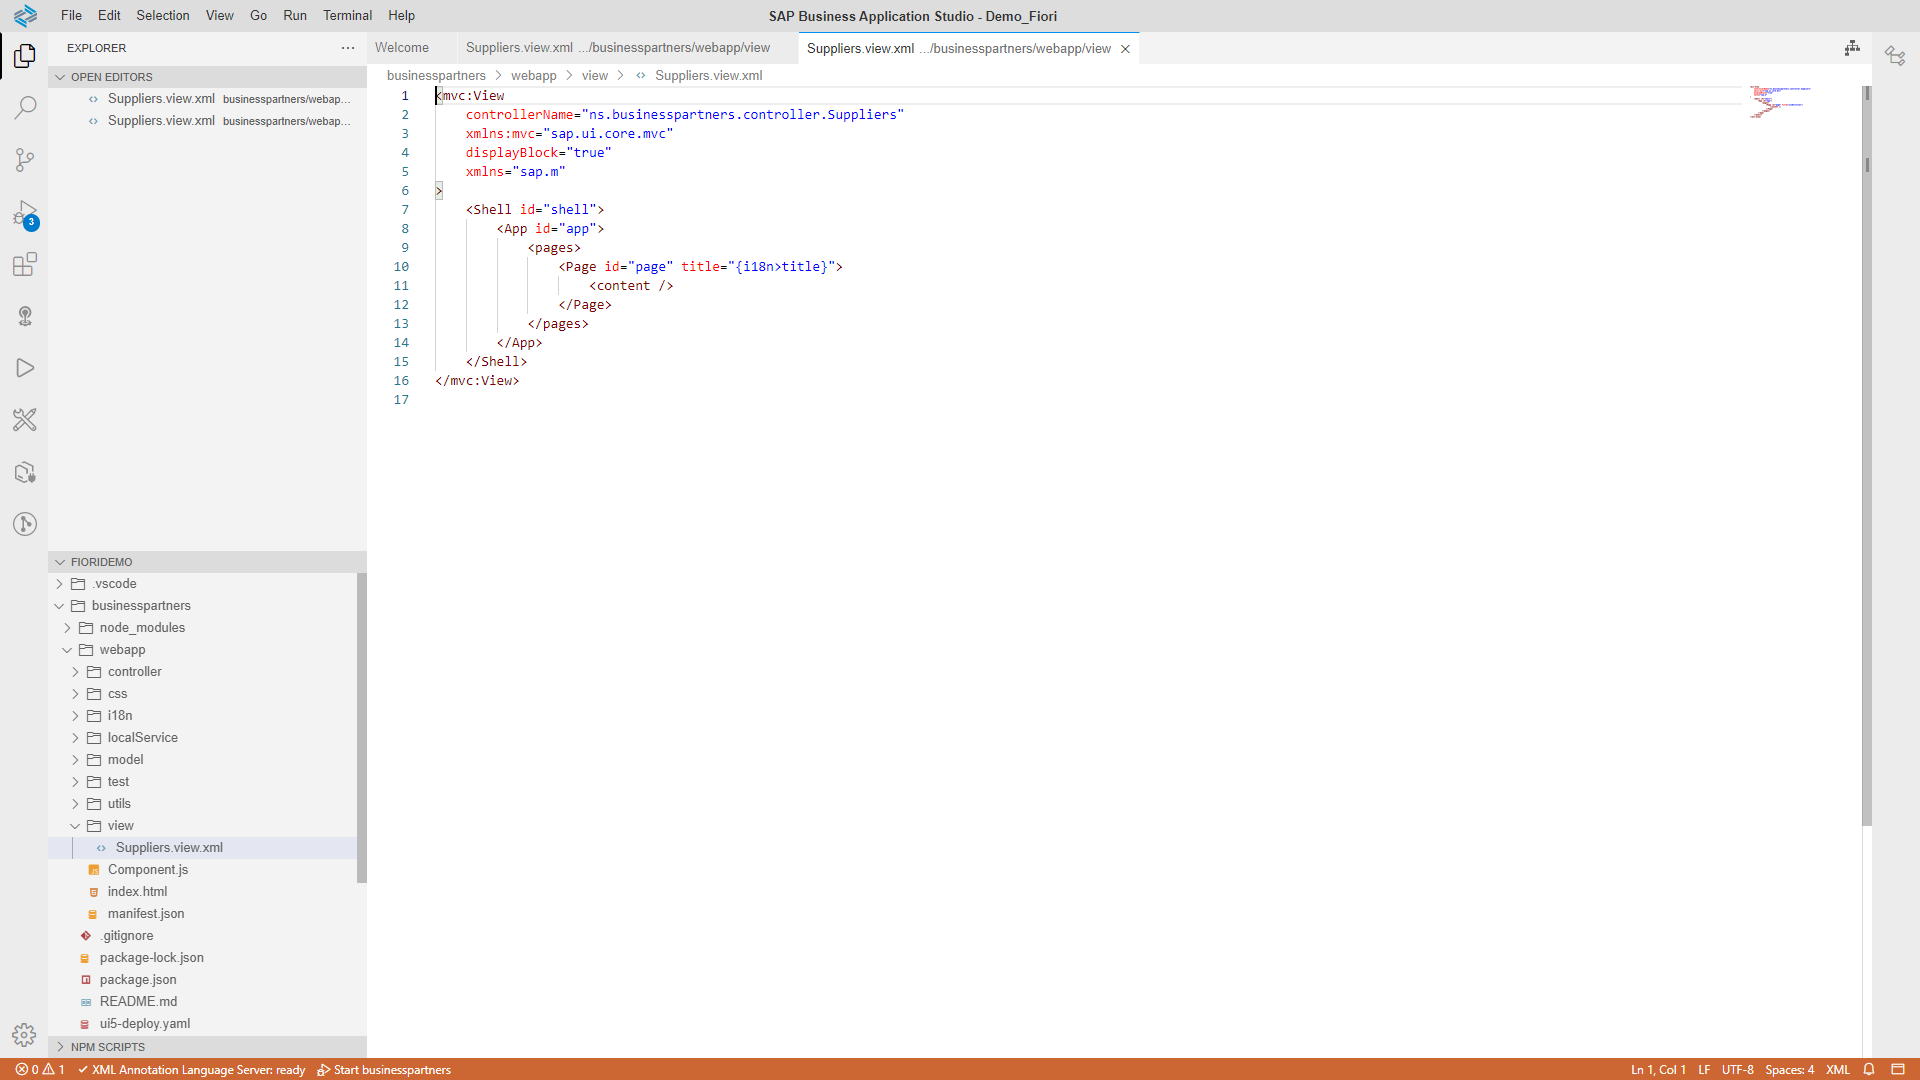 File Edit Selection View Go Run Terminal Help
SAP Business Application Studio - Demo_Fiori
EXPLORER
Welcome
Suppliers.view.xml .../businesspartners/webapp/view
Suppliers.view.xml .../businesspartners/webapp/view
OPEN EDITORS
Suppliers.view.xml businesspartners/webap...
Suppliers.view.xml businesspartners/webap...
businesspartners > webapp > view > Suppliers.view.xml
1 <mvc:View
2 controllerName="ns.businesspartners.controller.Suppliers"
3 xmlns:mvc="sap.ui.core.mvc"
4 displayBlock="true"
5 xmlns="sap.m"
6 >
7 <Shell id="shell">
8 <App id="app">
9 <pages>
10 <Page id="page" title="{i18n>title}">
11 <content />
12 </Page>
13 </pages>
14 </App>
15 </Shell>
16 </mvc:View>
17
3
FIORIDEMO
.vscode
businesspartners
node_modules
webapp
controller
css
i18n
localService
model
test
utils
view
Suppliers.view.xml
Component.js
index.html
manifest.json
.gitignore
package-lock.json
package.json
README.md
ui5-deploy.yaml
NPM SCRIPTS
0 1 XML Annotation Language Server: ready Start businesspartners
Ln 1, Col 1 LF UTF-8 Spaces: 4 XML